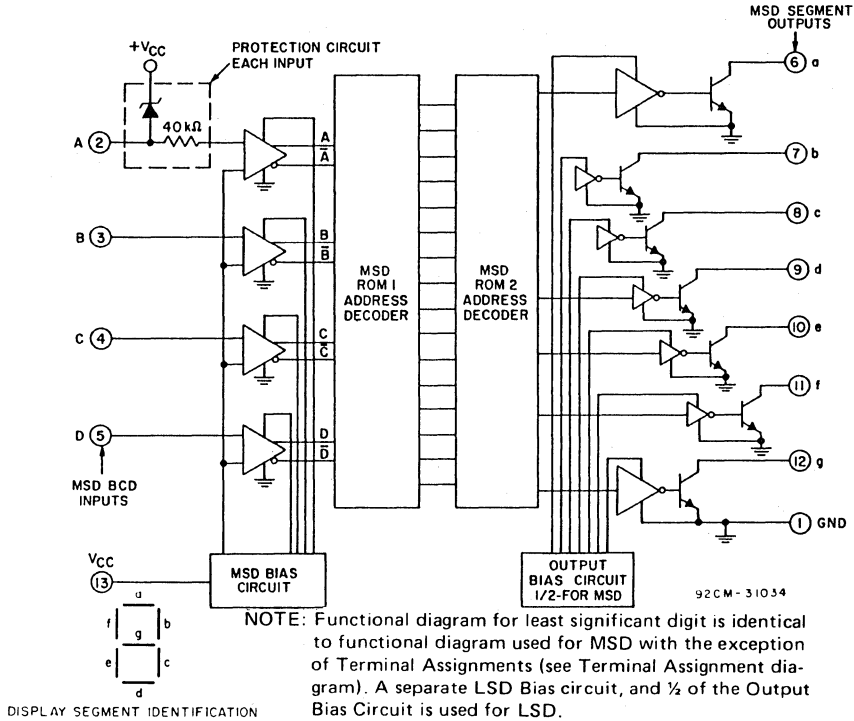 MSD SEGMENT
OUTPUTS
+VCC
PROTECTION CIRCUIT
EACH INPUT
40kΩ
A 2
A
A̅
B 3
B
B̅
C 4
C
C̅
D 5
D
D̅
MSD BCD
INPUTS
MSD
ROM 1
ADDRESS
DECODER
MSD
ROM 2
ADDRESS
DECODER
6 a
7 b
8 c
9 d
10 e
11 f
12 g
1 GND
VCC
13
MSD BIAS
CIRCUIT
OUTPUT
BIAS CIRCUIT
1/2-FOR MSD
92CM-31034
a
f
b
g
e
c
d
DISPLAY SEGMENT IDENTIFICATION
NOTE: Functional diagram for least significant digit is identical
to functional diagram used for MSD with the exception
of Terminal Assignments (see Terminal Assignment dia-
gram). A separate LSD Bias circuit, and ½ of the Output
Bias Circuit is used for LSD.